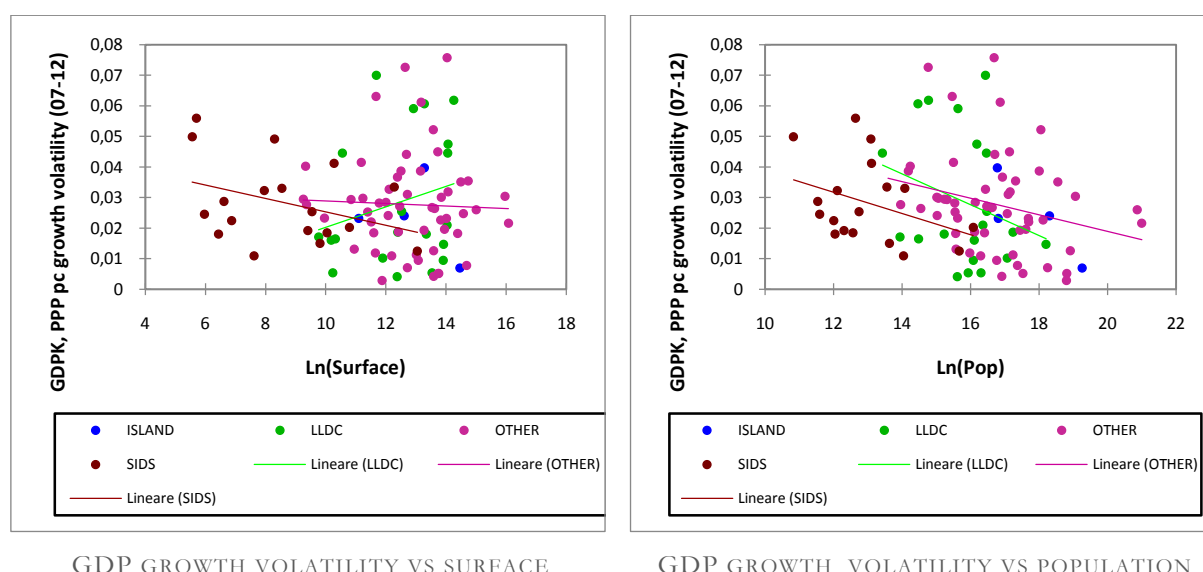 GDPK, PPP pc growth volatility (07-12)
0,08
0,07
0,06
0,05
0,04
0,03
0,02
0,01
0
4 6 8 10 12 14 16 18
Ln(Surface)
ISLAND LLDC OTHER
SIDS Lineare (LLDC) Lineare (OTHER)
Lineare (SIDS)
GDP GROWTH VOLATILITY VS SURFACE
GDPK, PPP pc growth volatility (07-12)
0,08
0,07
0,06
0,05
0,04
0,03
0,02
0,01
0
10 12 14 16 18 20 22
Ln(Pop)
ISLAND LLDC OTHER
SIDS Lineare (LLDC) Lineare (OTHER)
Lineare (SIDS)
GDP GROWTH VOLATILITY VS POPULATION